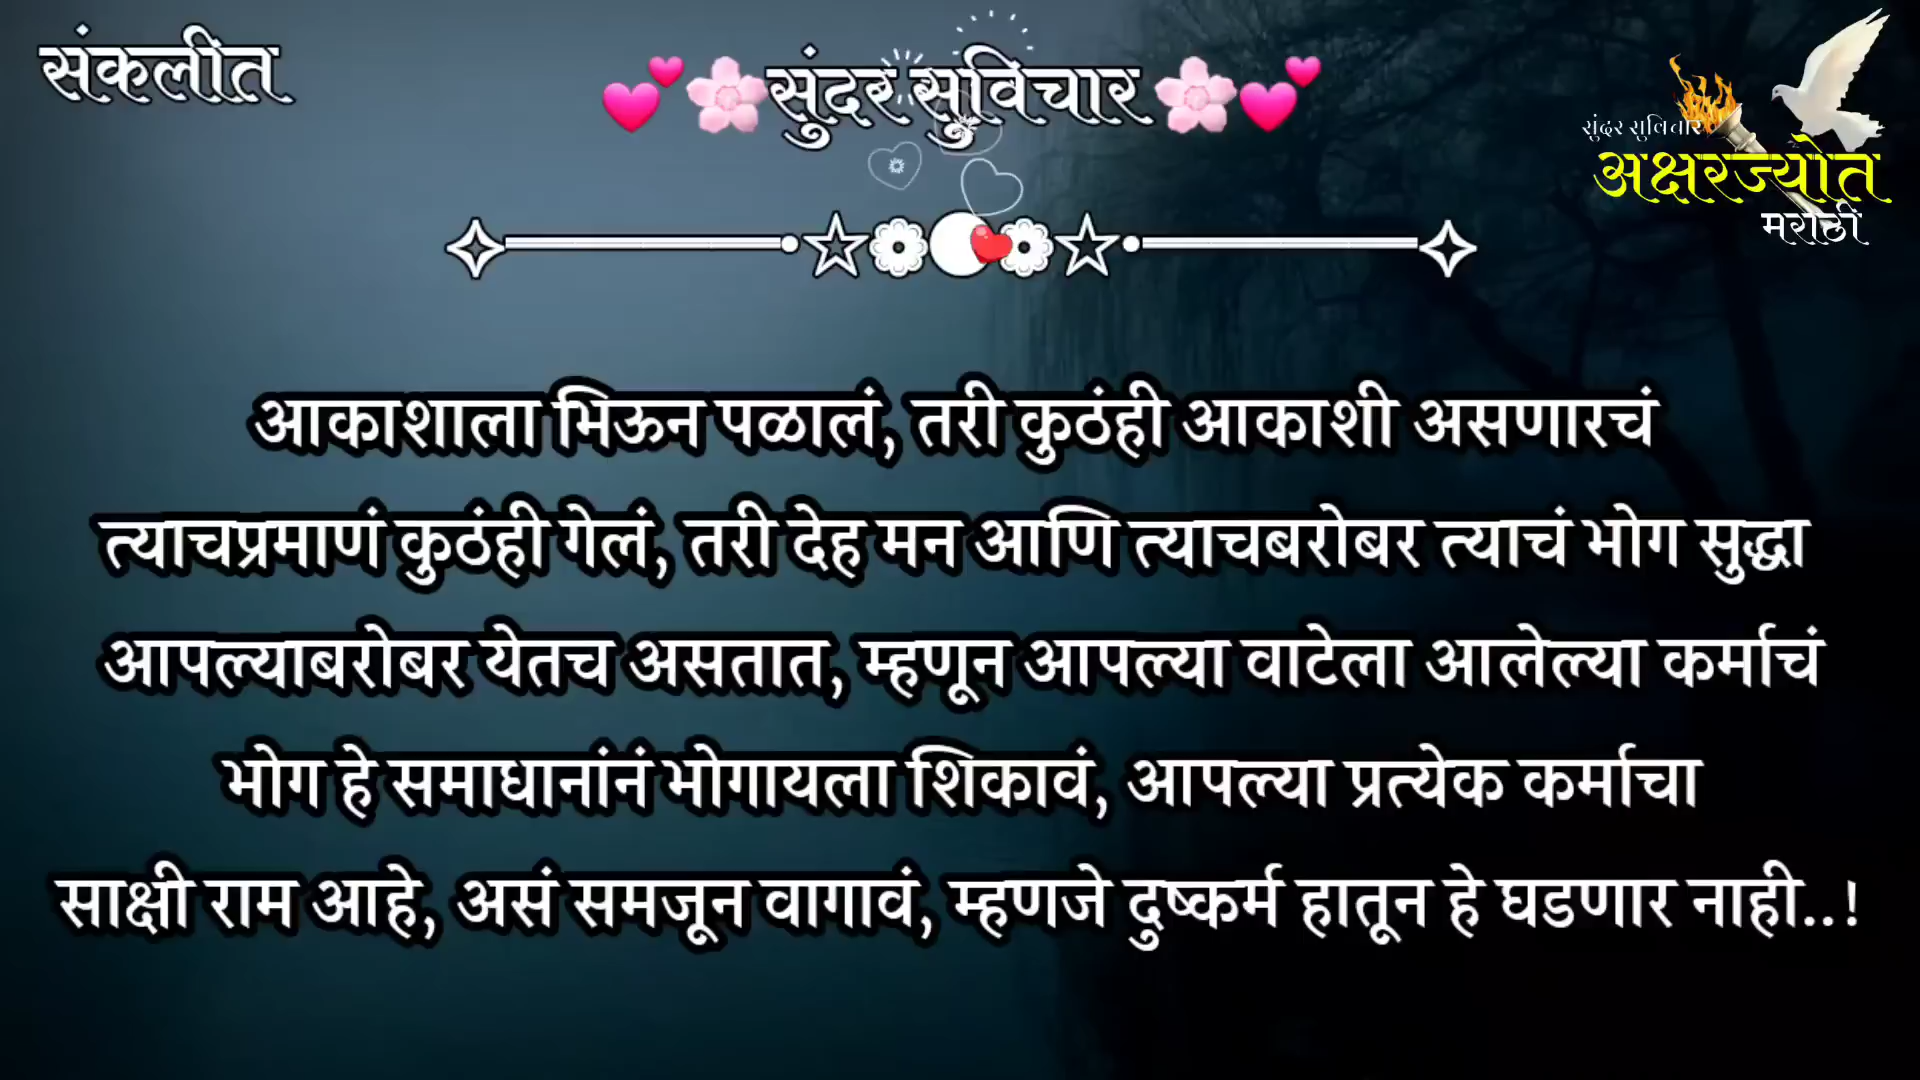 संकलीत
💕🌸सुंदर सुविचार🌸💕
सुंदर सुविचार
अक्षरज्योत
मराठी
आकाशाला भिऊन पळालं, तरी कुठंही आकाशी असणारचं
त्याचप्रमाणं कुठंही गेलं, तरी देह मन आणि त्याचबरोबर त्याचं भोग सुद्धा
आपल्याबरोबर येतच असतात, म्हणून आपल्या वाटेला आलेल्या कर्माचं
भोग हे समाधानांनं भोगायला शिकावं, आपल्या प्रत्येक कर्माचा
साक्षी राम आहे, असं समजून वागावं, म्हणजे दुष्कर्म हातून हे घडणार नाही..!